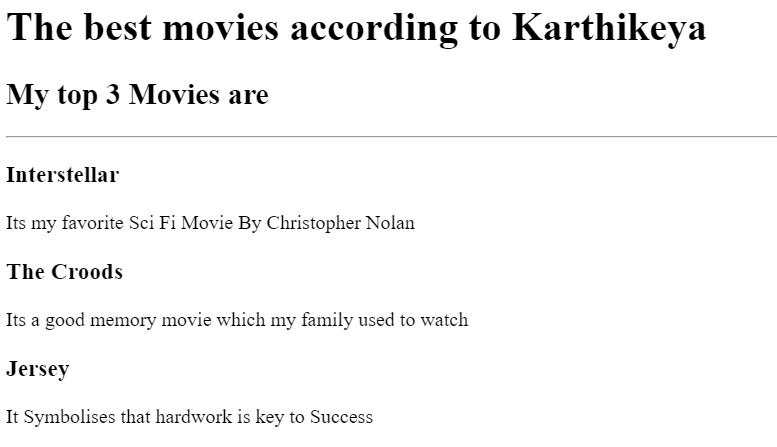 The best movies according to Karthikeya
My top 3 Movies are
Interstellar
Its my favorite Sci Fi Movie By Christopher Nolan
The Croods
Its a good memory movie which my family used to watch
Jersey
It Symbolises that hardwork is key to Success